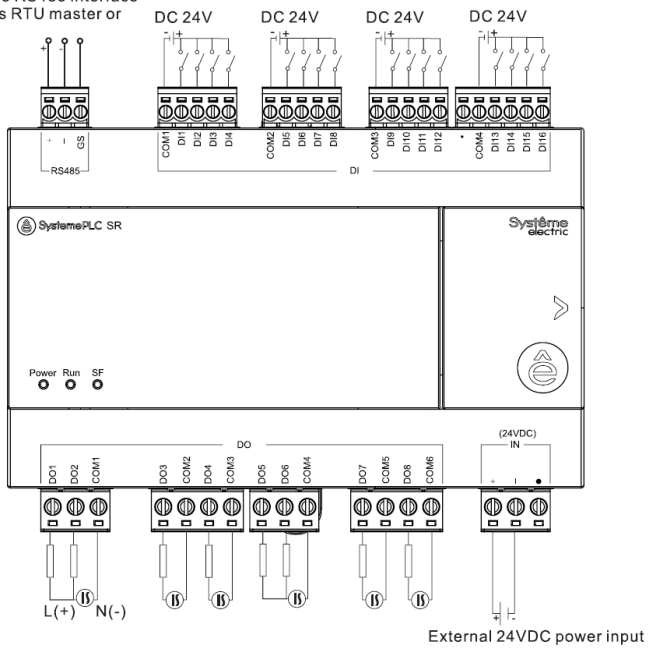 s RTU master or
DC 24V DC 24V DC 24V DC 24V
- + - + - + - +
+ -
+ - GS COM1 DI1 DI2 DI3 DI4 COM2 DI5 DI6 DI7 DI8 COM3 DI9 DI10 DI11 DI12 • COM4 DI13 DI14 DI15 DI16
RS485 DI
SystemePLC SR
Systême
electric
Power Run SF
ê
DO
(24VDC)
IN
DO1 DO2 COM1 DO3 COM2 DO4 COM3 DO5 DO6 COM4 DO7 COM5 DO8 COM6 + - •
L(+) N(-)
+ -
External 24VDC power input